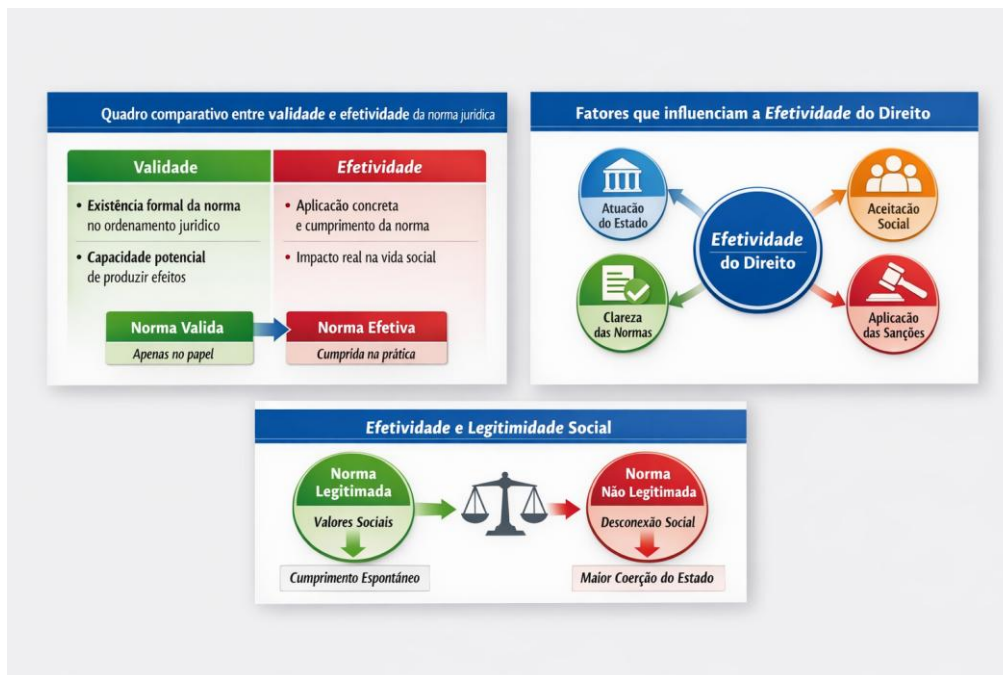 Quadro comparativo entre validade e efetividade da norma jurídica
Validade
Efetividade
• Existência formal da norma
no ordenamento juridico
• Capacidade potencial
de produzir efeitos
• Aplicação concreta
e cumprimento da norma
• Impacto real na vida social
Norma Valida
Apenas no papel
Norma Efetiva
Cumprida na prática
Fatores que influenciam a Efetividade do Direito
Atuacão
do Estado
Aceitacão
Social
Efetividade
do Direito
Clareza
das Normas
Aplicação
das Sanções
Efetividade e Legitimidade Social
Norma
Legitimada
Valores Sociais
Cumprimento Espontâneo
Norma
Não Legitimada
Desconexão Social
Maior Coerção do Estado